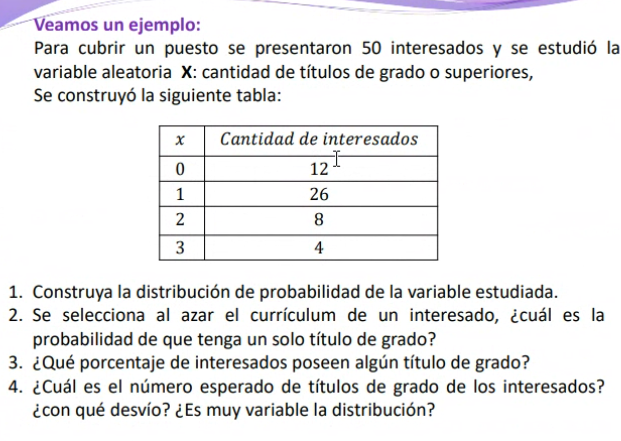 Veamos un ejemplo:
Para cubrir un puesto se presentaron 50 interesados y se estudió la
variable aleatoria X: cantidad de títulos de grado o superiores,
Se construyó la siguiente tabla:
x Cantidad de interesados
0 12
1 26
2 8
3 4
1. Construya la distribución de probabilidad de la variable estudiada.
2. Se selecciona al azar el currículum de un interesado, ¿cuál es la
probabilidad de que tenga un solo título de grado?
3. ¿Qué porcentaje de interesados poseen algún título de grado?
4. ¿Cuál es el número esperado de títulos de grado de los interesados?
¿con qué desvío? ¿Es muy variable la distribución?